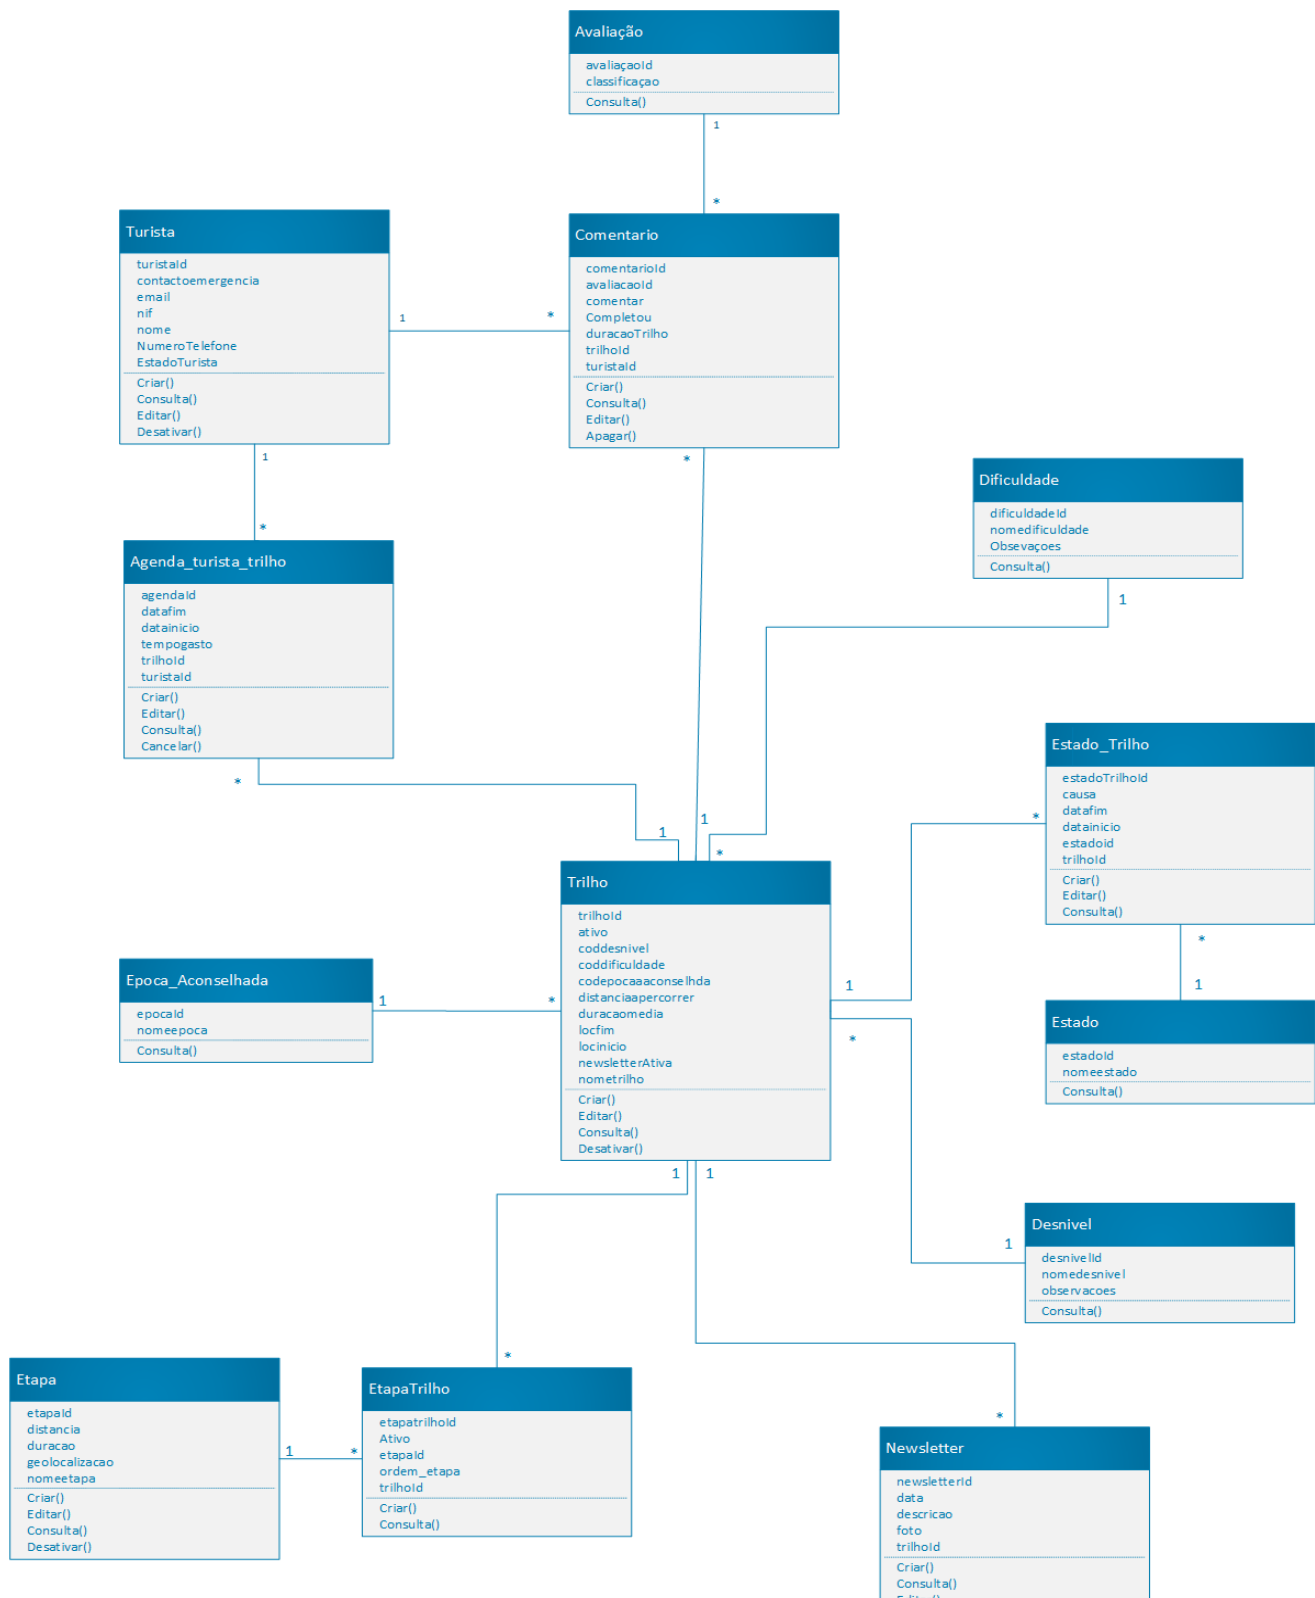 Avaliação
avaliaçaoId
classificaçao
Consulta()
1
*
Turista
turistaId
contactoemergencia
email
nif
nome
NumeroTelefone
EstadoTurista
Criar()
Consulta()
Editar()
Desativar()
1
*
Comentario
comentarioId
avaliacaoId
comentar
Completou
duracaoTrilho
trilhoId
turistaId
Criar()
Consulta()
Editar()
Apagar()
*
1
*
Dificuldade
dificuldadeId
nomedificuldade
Obsevaçoes
Consulta()
1
Agenda_turista_trilho
agendaId
datafim
datainicio
tempogasto
trilhoId
turistaId
Criar()
Editar()
Consulta()
Cancelar()
*
1
1
*
Estado_Trilho
estadoTrilhoId
causa
datafim
datainicio
estadoid
trilhoId
Criar()
Editar()
Consulta()
*
*
1
Trilho
trilhoId
ativo
coddesnivel
coddificuldade
codepocaaaconselhda
distanciaapercorrer
duracaomedia
locfim
locinicio
newsletterAtiva
nometrilho
Criar()
Editar()
Consulta()
Desativar()
1
*
1
1
Epoca_Aconselhada
epocaId
nomeepoca
Consulta()
1
*
Estado
estadoId
nomeestado
Consulta()
Desnivel
desnivelId
nomedesnivel
observacoes
Consulta()
1
*
*
Etapa
etapaId
distancia
duracao
geolocalizacao
nomeetapa
Criar()
Editar()
Consulta()
Desativar()
1
*
EtapaTrilho
etapatrilhoId
Ativo
etapaId
ordem_etapa
trilhoId
Criar()
Consulta()
Newsletter
newsletterId
data
descricao
foto
trilhoId
Criar()
Consulta()